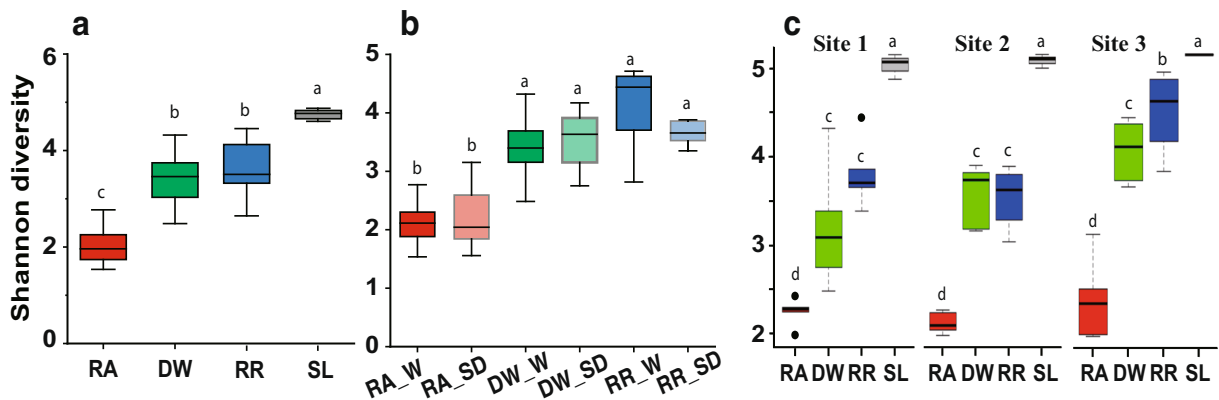 a
b
c
Shannon diversity
6
4
2
0
c
b
b
a
RA DW RR SL
5
4
3
2
1
0
b
b
a
a
a
a
RA_W RA_SD DW_W DW_SD RR_W RR_SD
Site 1 Site 2 Site 3
5
4
3
2
d
c
c
a
d
c
c
a
d
c
b
a
RA DW RR SL RA DW RR SL RA DW RR SL